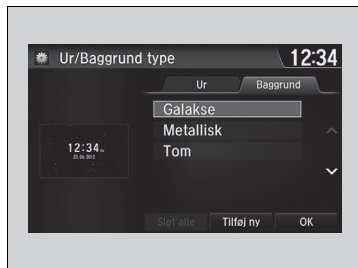 Ur/Baggrund type
12:34
Ur
Baggrund
Galakse
Metallisk
Tom
12:34
Slet alle
Tilføj ny
OK